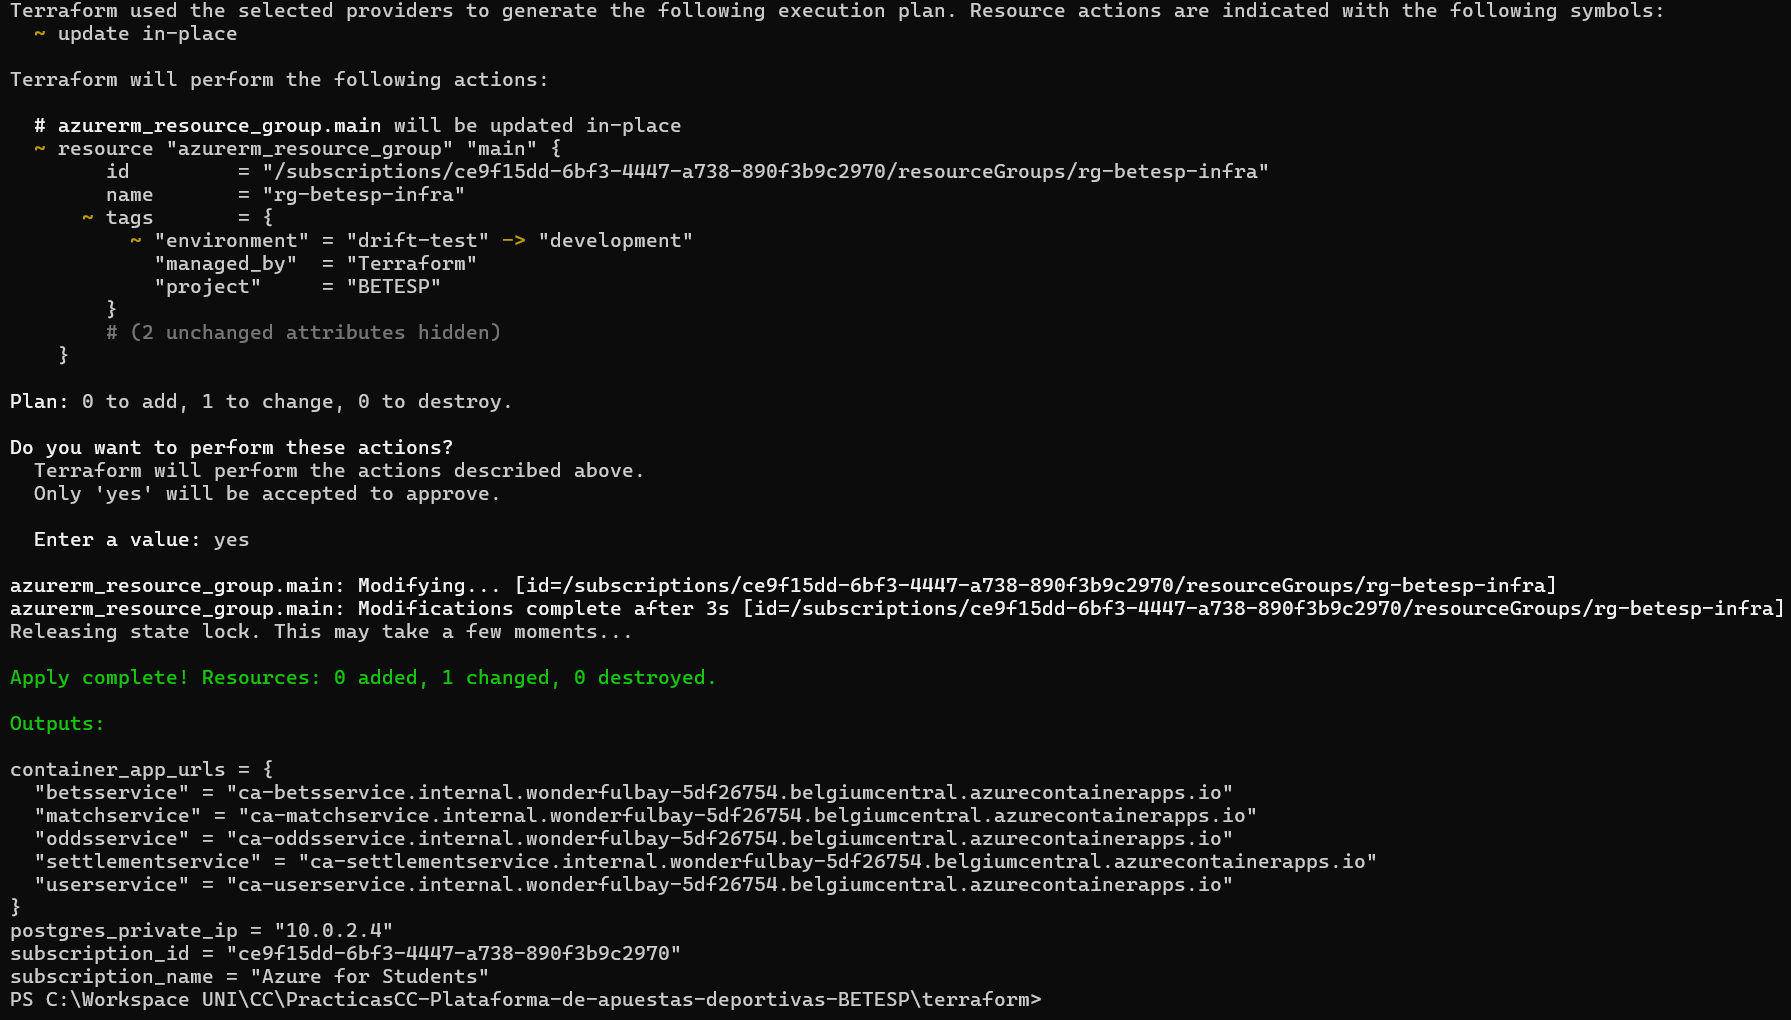 Terraform used the selected providers to generate the following execution plan. Resource actions are indicated with the following symbols:
  ~ update in-place

Terraform will perform the following actions:

  # azurerm_resource_group.main will be updated in-place
  ~ resource "azurerm_resource_group" "main" {
        id         = "/subscriptions/ce9f15dd-6bf3-4447-a738-890f3b9c2970/resourceGroups/rg-betesp-infra"
        name       = "rg-betesp-infra"
      ~ tags       = {
          ~ "environment" = "drift-test" -> "development"
            "managed_by"  = "Terraform"
            "project"     = "BETESP"
        }
        # (2 unchanged attributes hidden)
    }

Plan: 0 to add, 1 to change, 0 to destroy.

Do you want to perform these actions?
  Terraform will perform the actions described above.
  Only 'yes' will be accepted to approve.

  Enter a value: yes

azurerm_resource_group.main: Modifying... [id=/subscriptions/ce9f15dd-6bf3-4447-a738-890f3b9c2970/resourceGroups/rg-betesp-infra]
azurerm_resource_group.main: Modifications complete after 3s [id=/subscriptions/ce9f15dd-6bf3-4447-a738-890f3b9c2970/resourceGroups/rg-betesp-infra]
Releasing state lock. This may take a few moments...

Apply complete! Resources: 0 added, 1 changed, 0 destroyed.

Outputs:

container_app_urls = {
  "betsservice" = "ca-betsservice.internal.wonderfulbay-5df26754.belgiumcentral.azurecontainerapps.io"
  "matchservice" = "ca-matchservice.internal.wonderfulbay-5df26754.belgiumcentral.azurecontainerapps.io"
  "oddsservice" = "ca-oddsservice.internal.wonderfulbay-5df26754.belgiumcentral.azurecontainerapps.io"
  "settlementservice" = "ca-settlementservice.internal.wonderfulbay-5df26754.belgiumcentral.azurecontainerapps.io"
  "userservice" = "ca-userservice.internal.wonderfulbay-5df26754.belgiumcentral.azurecontainerapps.io"
}
postgres_private_ip = "10.0.2.4"
subscription_id = "ce9f15dd-6bf3-4447-a738-890f3b9c2970"
subscription_name = "Azure for Students"
PS C:\Workspace UNI\CC\PracticasCC-Plataforma-de-apuestas-deportivas-BETESP\terraform>